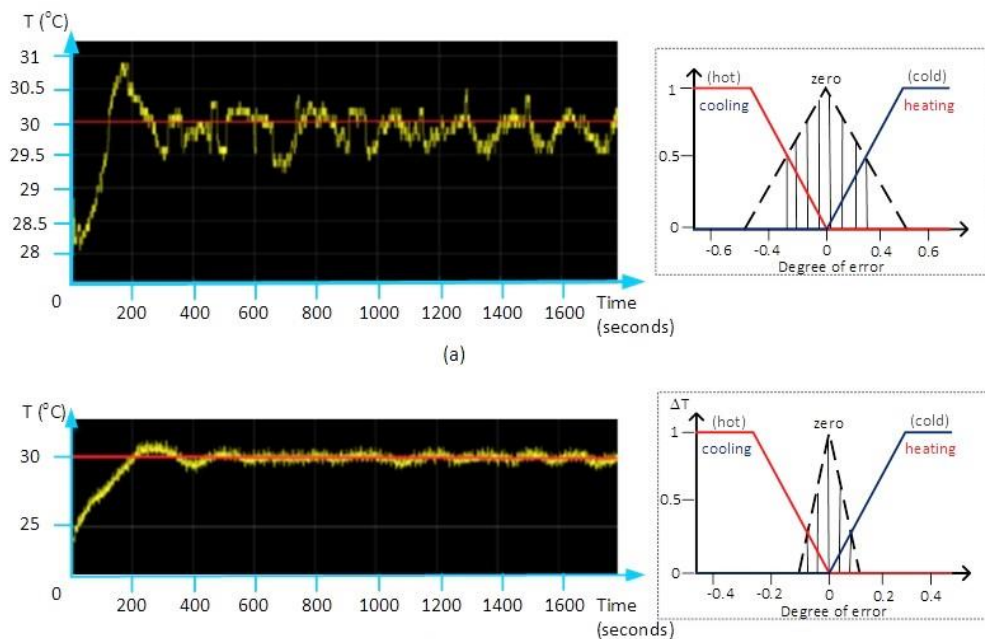 T (°C)
31
30.5
30
29.5
29
28.5
28
0
200
400
600
800
1000
1200
1400
1600
Time
(seconds)
(hot)
cooling
zero
(cold)
heating
1
0.5
0
-0.6
-0.4
0
0.4
0.6
Degree of error
(a)
T (°C)
30
25
0
200
400
600
800
1000
1200
1400
1600
Time
(seconds)
ΔT
(hot)
cooling
zero
(cold)
heating
1
0.5
0
-0.4
-0.2
0
0.2
0.4
Degree of error